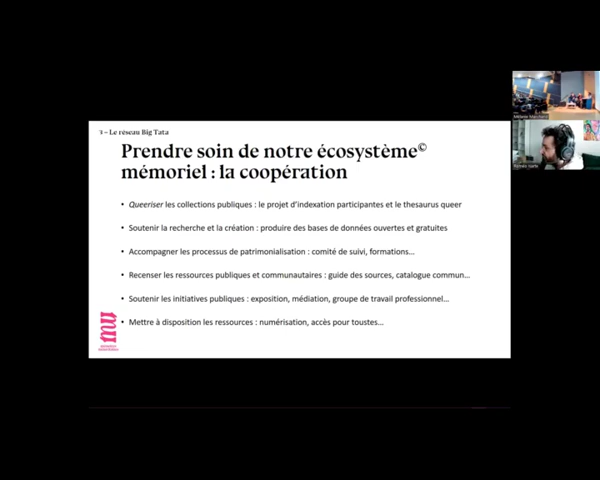 3 – Le réseau Big Tata
Prendre soin de notre écosystème©
mémoriel : la coopération
• Queeriser les collections publiques : le projet d'indexation participantes et le thesaurus queer
• Soutenir la recherche et la création : produire des bases de données ouvertes et gratuites
• Accompagner les processus de patrimonialisation : comité de suivi, formations...
• Recenser les ressources publiques et communautaires : guide des sources, catalogue commun...
• Soutenir les initiatives publiques : exposition, médiation, groupe de travail professionnel...
• Mettre à disposition les ressources : numérisation, accès pour toustes...